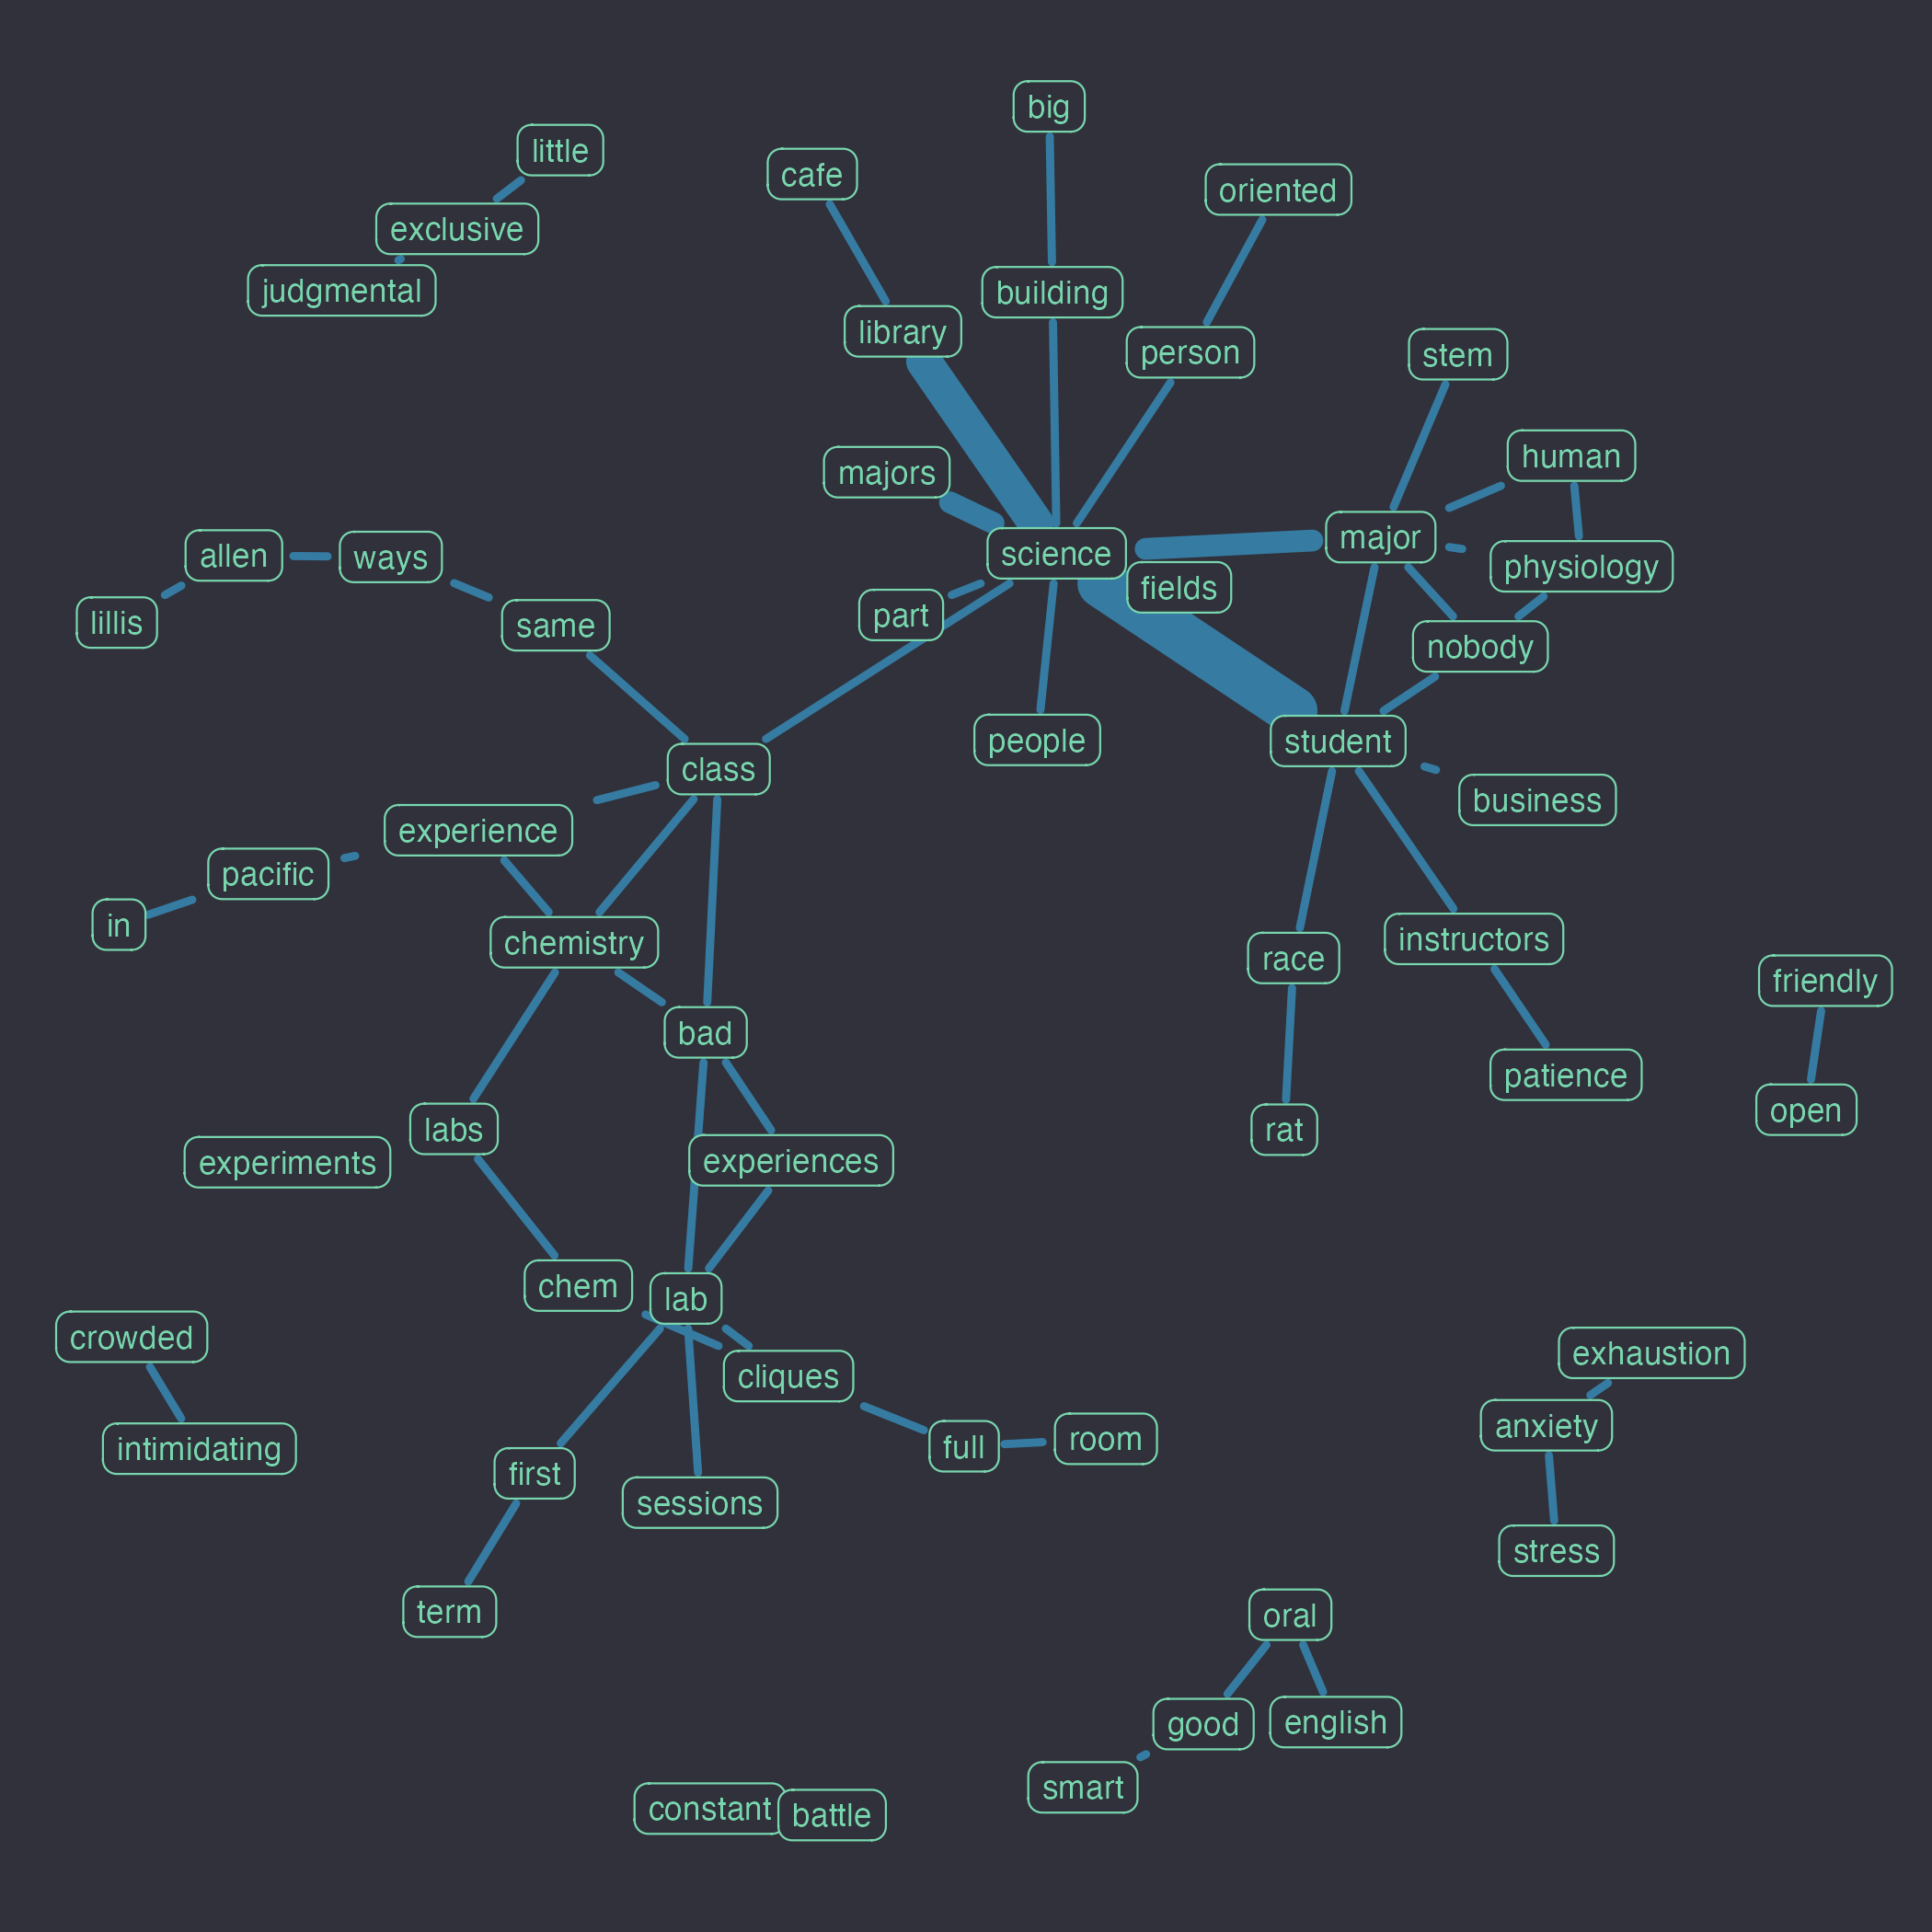 big
little
cafe
oriented
exclusive
judgmental
building
library
person
stem
human
majors
major
science
allen
ways
physiology
fields
part
lillis
same
nobody
people
student
class
business
experience
pacific
in
chemistry
instructors
race
friendly
bad
patience
open
labs
rat
experiments
experiences
chem
lab
crowded
exhaustion
cliques
anxiety
intimidating
full
room
first
sessions
stress
term
oral
good
english
smart
constant
battle